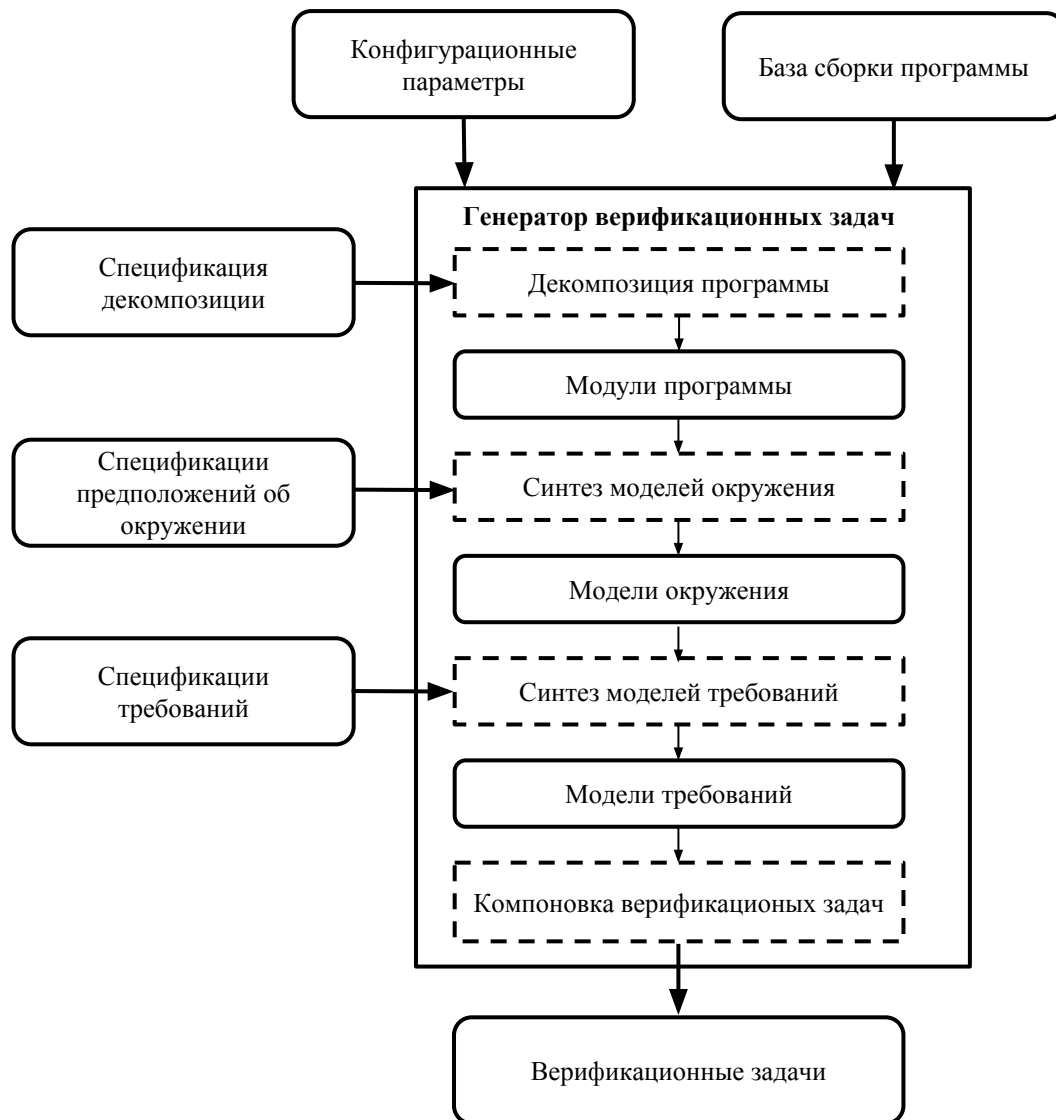 Конфигурационные
параметры
База сборки программы
Генератор верификационных задач
Спецификация
декомпозиции
Декомпозиция программы
Модули программы
Спецификации
предположений об
окружении
Синтез моделей окружения
Модели окружения
Спецификации
требований
Синтез моделей требований
Модели требований
Компоновка верификационых задач
Верификационные задачи